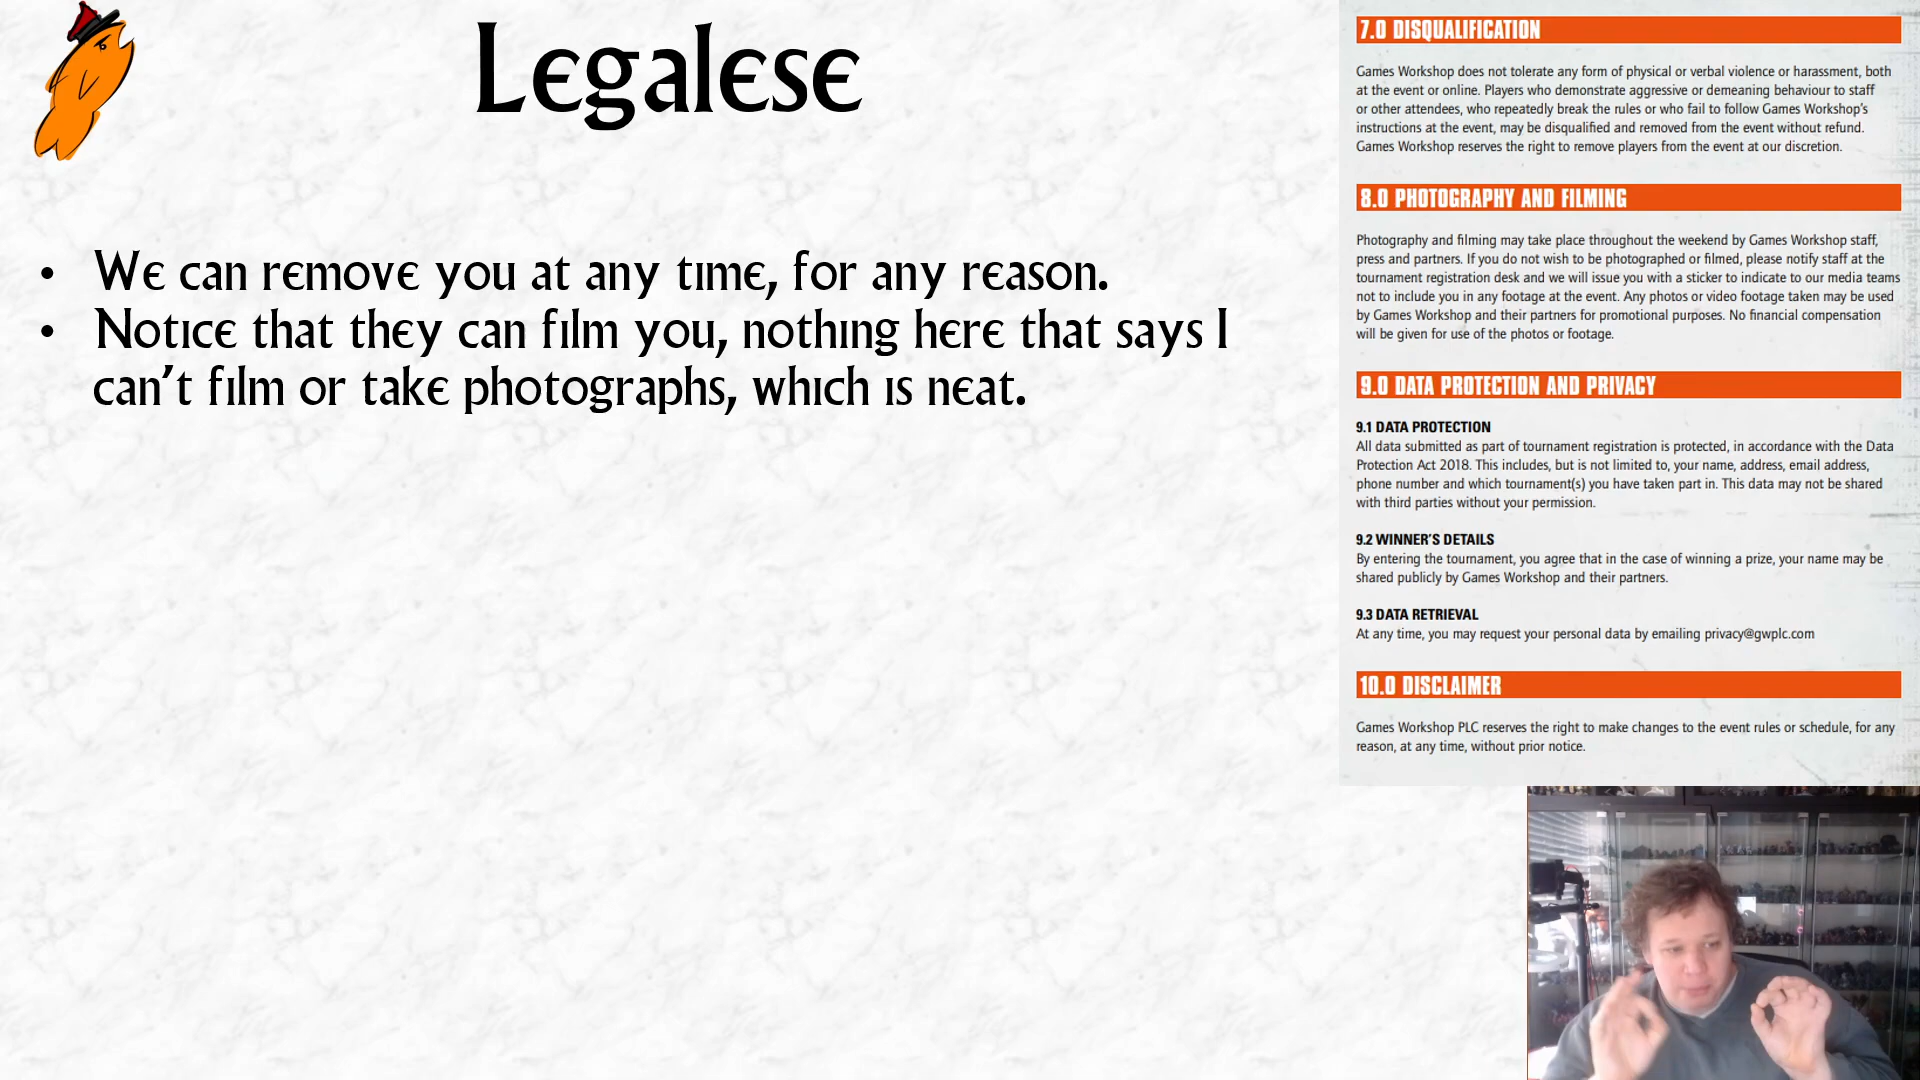 Legalese
• We can remove you at any time, for any reason.
• Notice that they can film you, nothing here that says I
can't film or take photographs, which is neat.
7.0 DISQUALIFICATION
Games Workshop does not tolerate any form of physical or verbal violence or harassment, both
at the event or online. Players who demonstrate aggressive or demeaning behaviour to staff
or other attendees, who repeatedly break the rules or who fail to follow Games Workshop's
instructions at the event, may be disqualified and removed from the event without refund.
Games Workshop reserves the right to remove players from the event at our discretion.
8.0 PHOTOGRAPHY AND FILMING
Photography and filming may take place throughout the weekend by Games Workshop staff,
press and partners. If you do not wish to be photographed or filmed, please notify staff at the
tournament registration desk and we will issue you with a sticker to indicate to our media teams
not to include you in any footage at the event. Any photos or video footage taken may be used
by Games Workshop and their partners for promotional purposes. No financial compensation
will be given for use of the photos or footage.
9.0 DATA PROTECTION AND PRIVACY
9.1 DATA PROTECTION
All data submitted as part of tournament registration is protected, in accordance with the Data
Protection Act 2018. This includes, but is not limited to, your name, address, email address,
phone number and which tournament(s) you have taken part in. This data may not be shared
with third parties without your permission.
9.2 WINNER'S DETAILS
By entering the tournament, you agree that in the case of winning a prize, your name may be
shared publicly by Games Workshop and their partners.
9.3 DATA RETRIEVAL
At any time, you may request your personal data by emailing privacy@gwplc.com
10.0 DISCLAIMER
Games Workshop PLC reserves the right to make changes to the event rules or schedule, for any
reason, at any time, without prior notice.